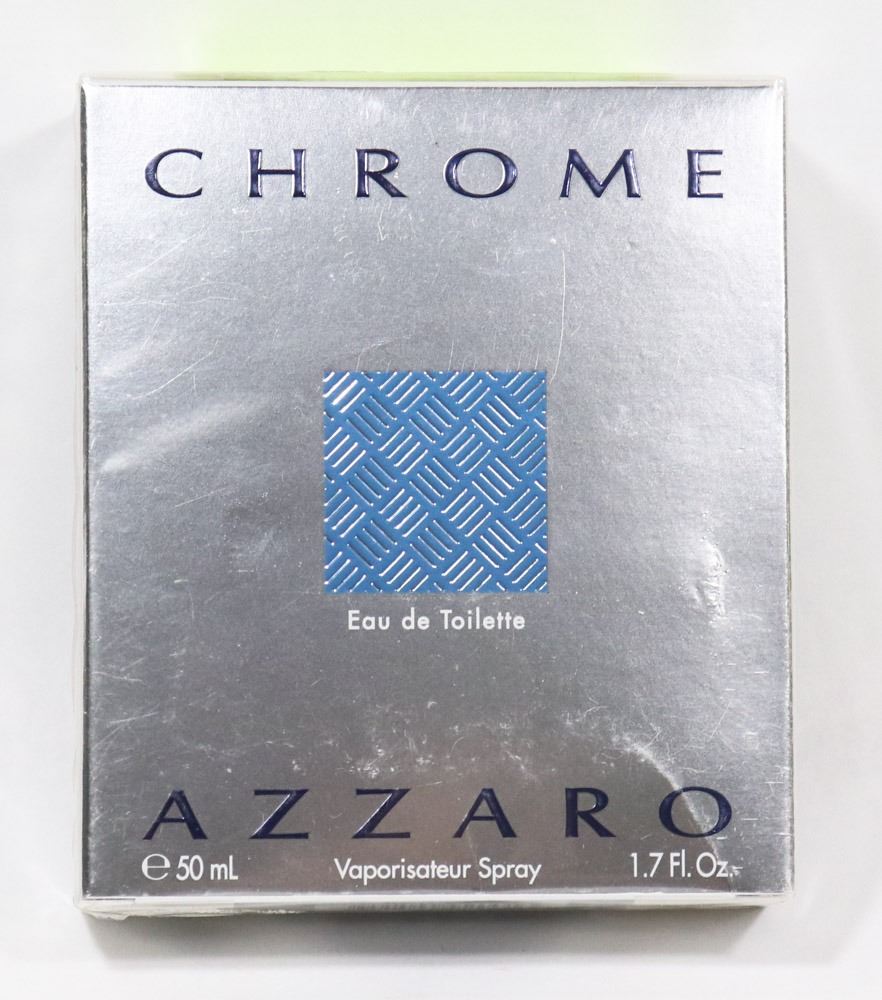 CHROME
Eau de Toilette
AZZARO
℮ 50 mL Vaporisateur Spray 1.7 Fl. Oz.